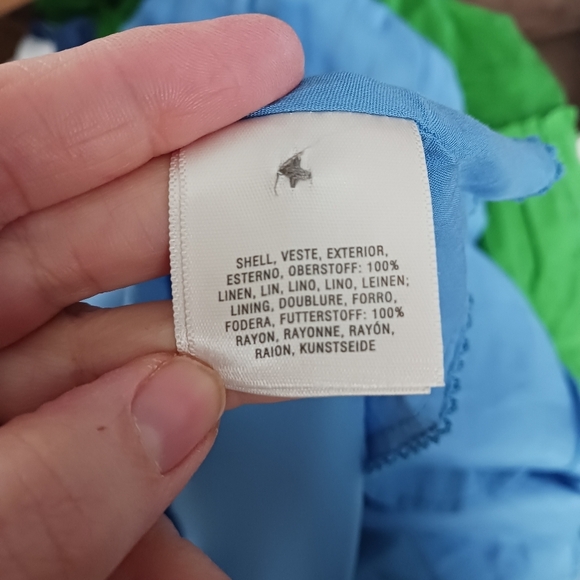 SHELL, VESTE, EXTERIOR,
ESTERNO, OBERSTOFF: 100%
LINEN, LIN, LINO, LINO, LEINEN;
LINING, DOUBLURE, FORRO,
FODERA, FUTTERSTOFF: 100%
RAYON, RAYONNE, RAYÓN,
RAION, KUNSTSEIDE